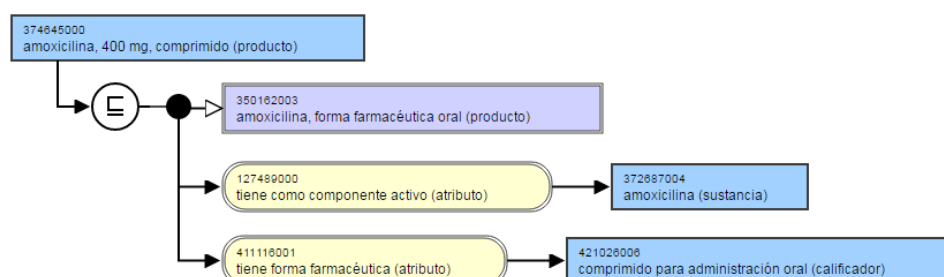 374645000
amoxicilina, 400 mg, comprimido (producto)
⊑
350162003
amoxicilina, forma farmacéutica oral (producto)
127489000
tiene como componente activo (atributo)
372687004
amoxicilina (sustancia)
411116001
tiene forma farmacéutica (atributo)
421026006
comprimido para administración oral (calificador)